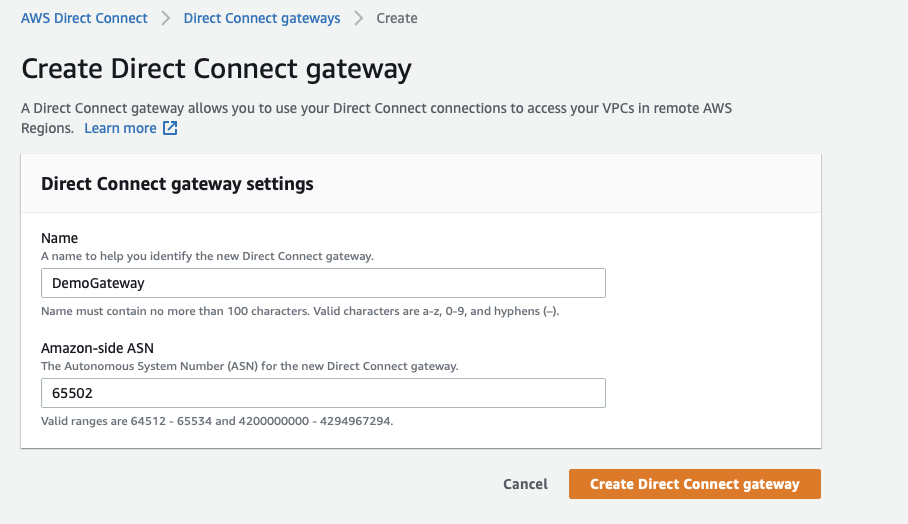 AWS Direct Connect > Direct Connect gateways > Create
Create Direct Connect gateway
A Direct Connect gateway allows you to use your Direct Connect connections to access your VPCs in remote AWS
Regions. Learn more
Direct Connect gateway settings
Name
A name to help you identify the new Direct Connect gateway.
DemoGateway
Name must contain no more than 100 characters. Valid characters are a-z, 0-9, and hyphens (–).
Amazon-side ASN
The Autonomous System Number (ASN) for the new Direct Connect gateway.
65502
Valid ranges are 64512 - 65534 and 4200000000 - 4294967294.
Cancel Create Direct Connect gateway